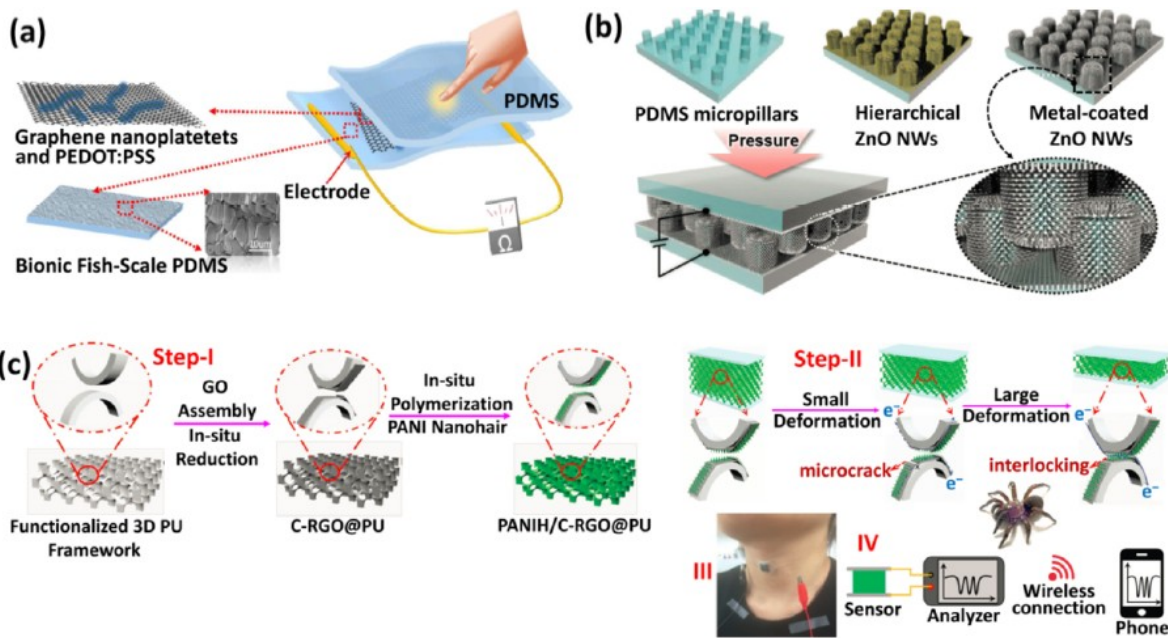 (a)
PDMS
Graphene nanoplatetets
and PEDOT:PSS
Electrode
Bionic Fish-Scale PDMS
10μm
Ω
(b)
PDMS micropillars
Hierarchical
ZnO NWs
Metal-coated
ZnO NWs
Pressure
(c)
Step-I
GO
Assembly
In-situ
Reduction
In-situ
Polymerization
PANI Nanohair
Functionalized 3D PU
Framework
C-RGO@PU
PANIH/C-RGO@PU
Step-II
Small
Deformation
e⁻
Large
Deformation
e⁻
microcrack
e⁻
interlocking
e⁻
III
IV
Sensor
Analyzer
Wireless
connection
Phone